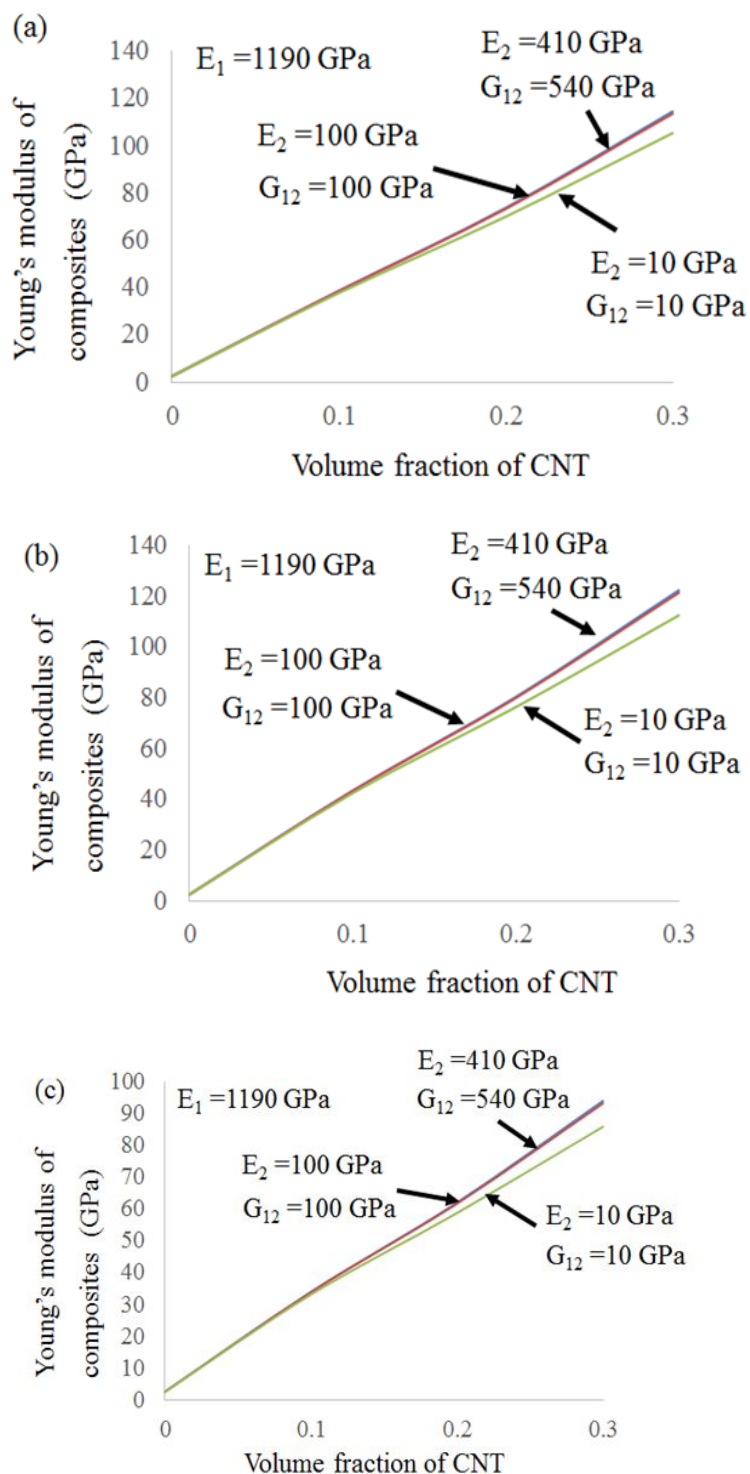 (a)
E₁ =1190 GPa
E₂ =410 GPa
G₁₂ =540 GPa
E₂ =100 GPa
G₁₂ =100 GPa
E₂ =10 GPa
G₁₂ =10 GPa
Young's modulus of
composites (GPa)
140
120
100
80
60
40
20
0
0 0.1 0.2 0.3
Volume fraction of CNT
(b)
E₁ =1190 GPa
E₂ =410 GPa
G₁₂ =540 GPa
E₂ =100 GPa
G₁₂ =100 GPa
E₂ =10 GPa
G₁₂ =10 GPa
Young's modulus of
composites (GPa)
140
120
100
80
60
40
20
0
0 0.1 0.2 0.3
Volume fraction of CNT
(c)
E₁ =1190 GPa
E₂ =410 GPa
G₁₂ =540 GPa
E₂ =100 GPa
G₁₂ =100 GPa
E₂ =10 GPa
G₁₂ =10 GPa
Young's modulus of
composites (GPa)
100
90
80
70
60
50
40
30
20
10
0
0 0.1 0.2 0.3
Volume fraction of CNT